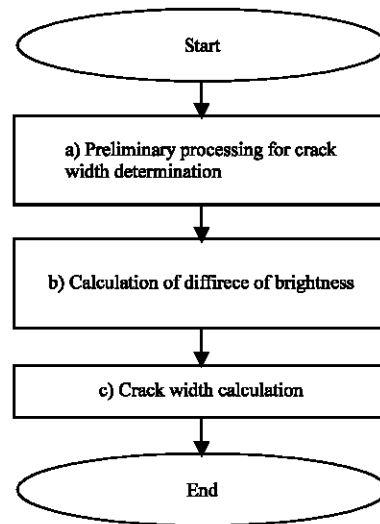 Start
a) Preliminary processing for crack
width determination
b) Calculation of diffirece of brightness
c) Crack width calculation
End